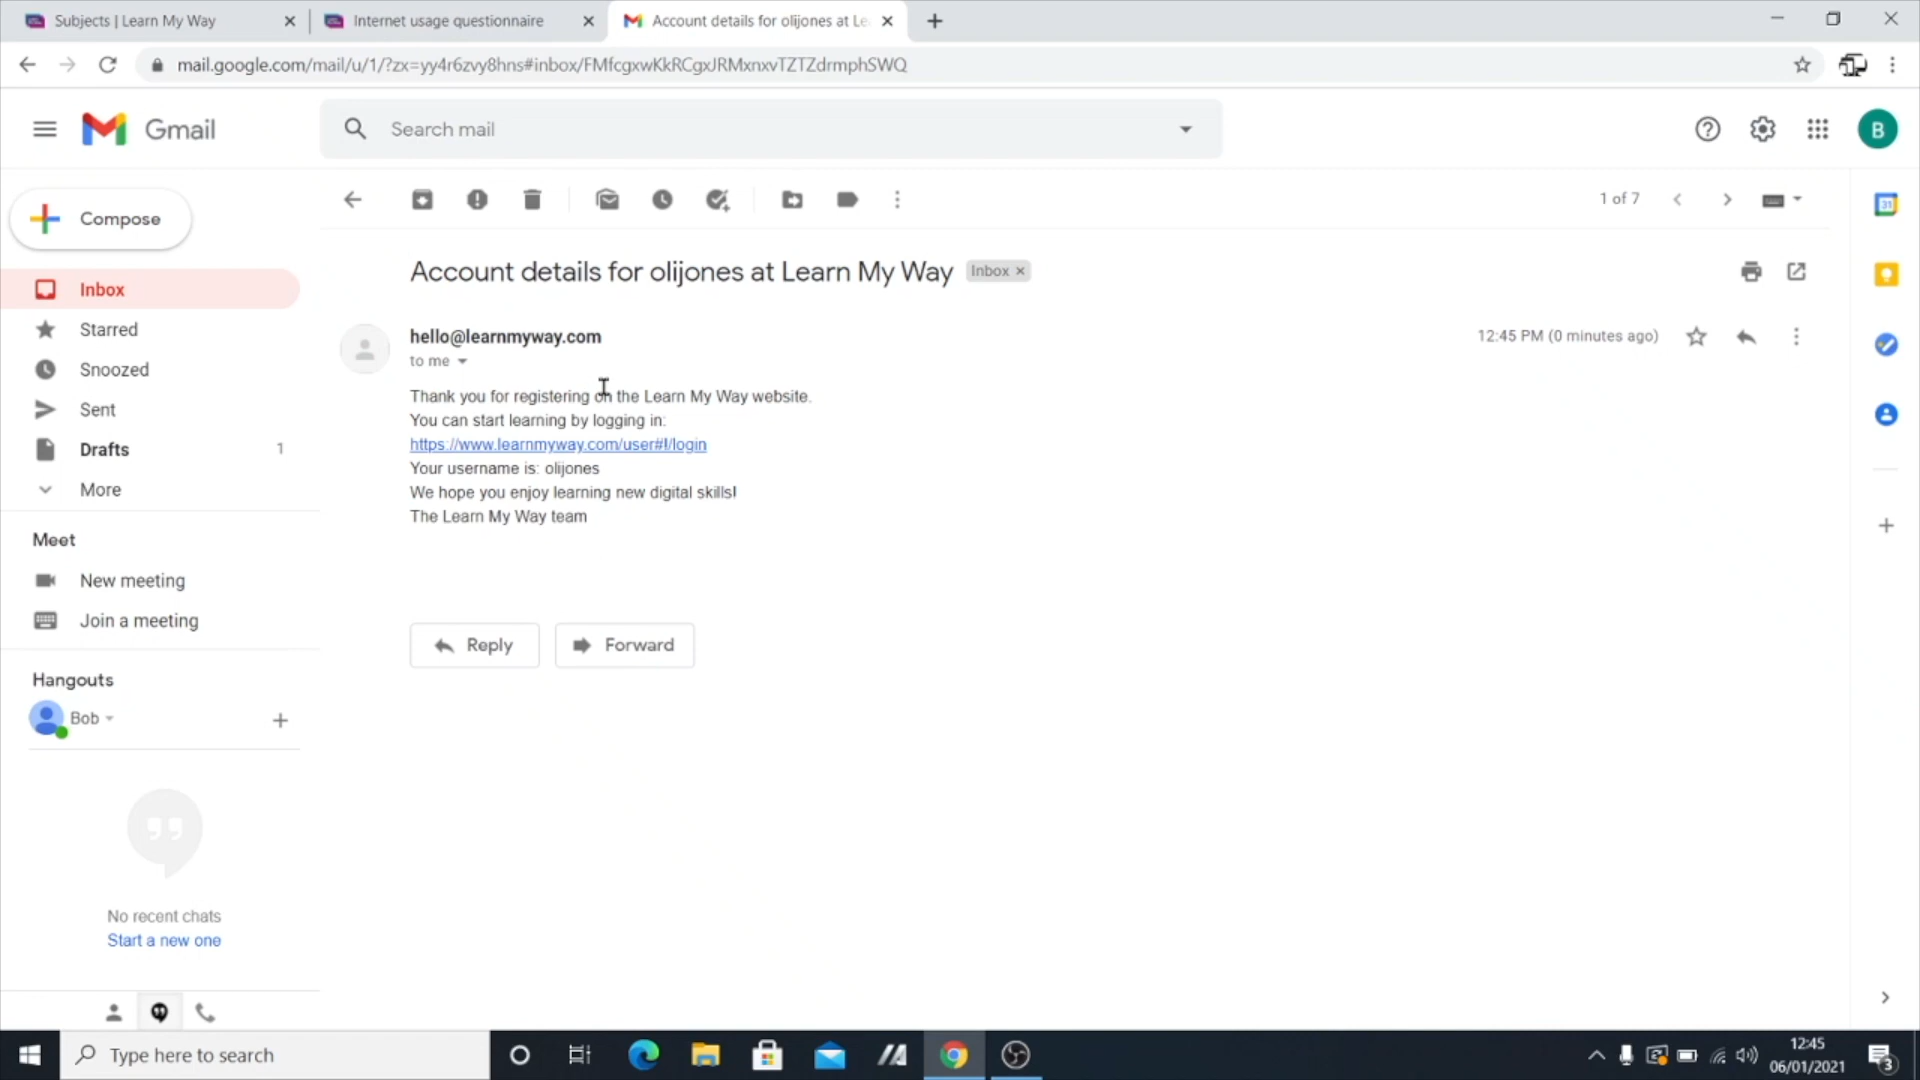 Subjects | Learn My Way
Internet usage questionnaire
Account details for olijones at Le
mail.google.com/mail/u/1/?zx=yy4r6zvy8hns#inbox/FMfcgxwKkRCgxJRMxnxvTZTZdrmphSWQ
Gmail
Search mail
B
Compose
1 of 7
31
Account details for olijones at Learn My Way
Inbox ×
Inbox
Starred
Snoozed
Sent
Drafts 1
More
hello@learnmyway.com
12:45 PM (0 minutes ago)
to me
Thank you for registering on the Learn My Way website.
You can start learning by logging in:
https://www.learnmyway.com/user#!/login
Your username is: olijones
We hope you enjoy learning new digital skills!
The Learn My Way team
Meet
New meeting
Join a meeting
Reply
Forward
Hangouts
Bob
No recent chats
Start a new one
Type here to search
12:45
06/01/2021
3